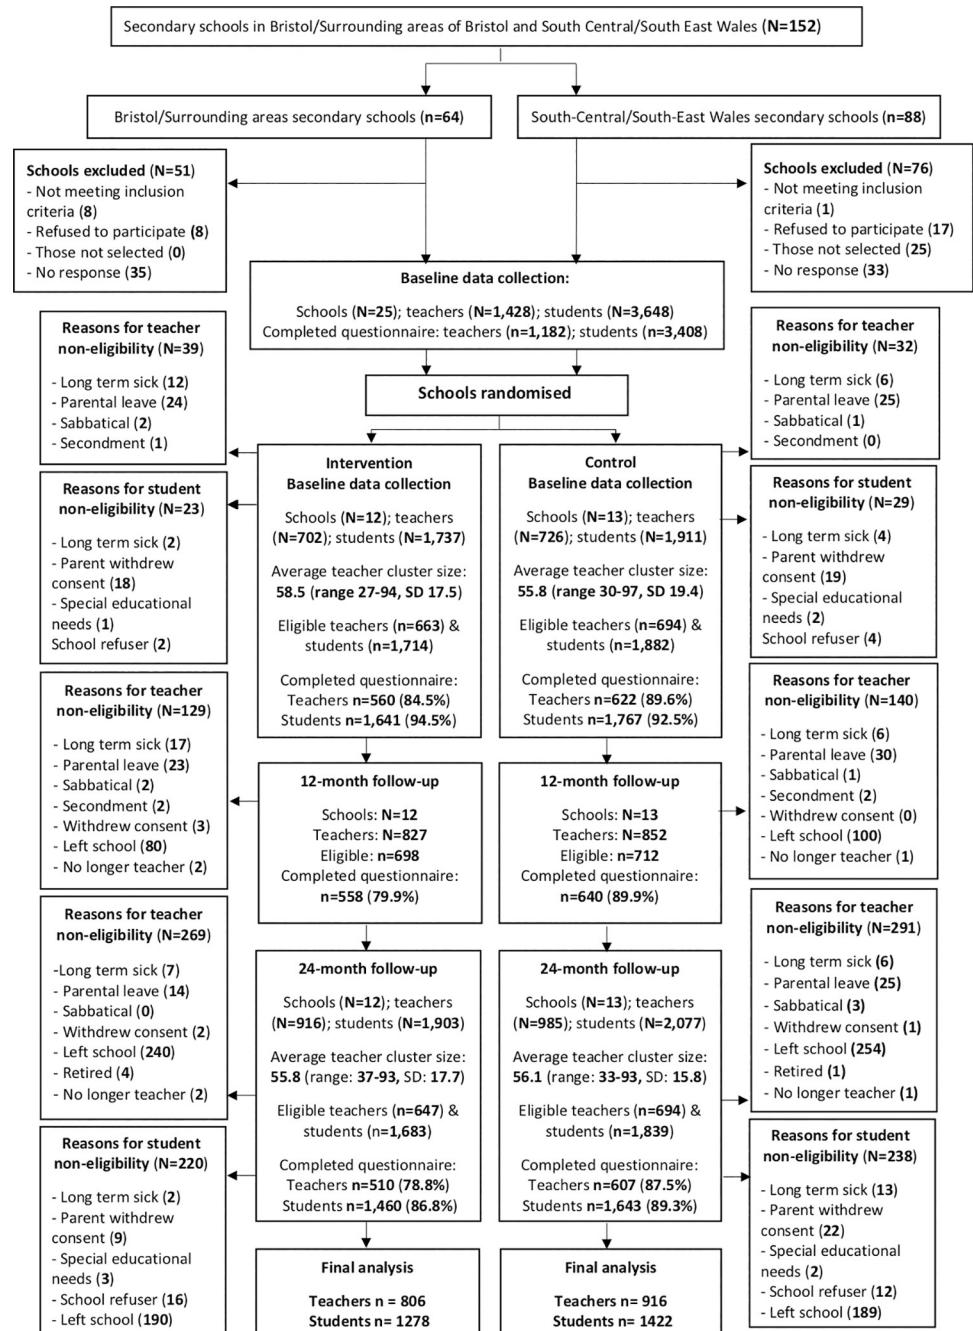 Secondary schools in Bristol/Surrounding areas of Bristol and South Central/South East Wales (N=152)
Bristol/Surrounding areas secondary schools (n=64)
South-Central/South-East Wales secondary schools (n=88)
Schools excluded (N=51)
- Not meeting inclusion
criteria (8)
- Refused to participate (8)
- Those not selected (0)
- No response (35)
Schools excluded (N=76)
- Not meeting inclusion
criteria (1)
- Refused to participate (17)
- Those not selected (25)
- No response (33)
Baseline data collection:
Schools (N=25); teachers (N=1,428); students (N=3,648)
Completed questionnaire: teachers (n=1,182); students (n=3,408)
Schools randomised
Reasons for teacher
non-eligibility (N=39)
- Long term sick (12)
- Parental leave (24)
- Sabbatical (2)
- Secondment (1)
Reasons for teacher
non-eligibility (N=32)
- Long term sick (6)
- Parental leave (25)
- Sabbatical (1)
- Secondment (0)
Reasons for student
non-eligibility (N=23)
- Long term sick (2)
- Parent withdrew
consent (18)
- Special educational
needs (1)
School refuser (2)
Intervention
Baseline data collection
Schools (N=12); teachers
(N=702); students (N=1,737)
Average teacher cluster size:
58.5 (range 27-94, SD 17.5)
Eligible teachers (n=663) &
students (n=1,714)
Completed questionnaire:
Teachers n=560 (84.5%)
Students n=1,641 (94.5%)
Control
Baseline data collection
Schools (N=13); teachers
(N=726); students (N=1,911)
Average teacher cluster size:
55.8 (range 30-97, SD 19.4)
Eligible teachers (n=694) &
students (n=1,882)
Completed questionnaire:
Teachers n=622 (89.6%)
Students n=1,767 (92.5%)
Reasons for student
non-eligibility (N=29)
- Long term sick (4)
- Parent withdrew
consent (19)
- Special educational
needs (2)
School refuser (4)
Reasons for teacher
non-eligibility (N=129)
- Long term sick (17)
- Parental leave (23)
- Sabbatical (2)
- Secondment (2)
- Withdrew consent (3)
- Left school (80)
- No longer teacher (2)
12-month follow-up
Schools: N=12
Teachers: N=827
Eligible: n=698
Completed questionnaire:
n=558 (79.9%)
12-month follow-up
Schools: N=13
Teachers: N=852
Eligible: n=712
Completed questionnaire:
n=640 (89.9%)
Reasons for teacher
non-eligibility (N=140)
- Long term sick (6)
- Parental leave (30)
- Sabbatical (1)
- Secondment (2)
- Withdrew consent (0)
- Left school (100)
- No longer teacher (1)
Reasons for teacher
non-eligibility (N=269)
-Long term sick (7)
- Parental leave (14)
- Sabbatical (0)
- Withdrew consent (2)
- Left school (240)
- Retired (4)
- No longer teacher (2)
24-month follow-up
Schools (N=12); teachers
(N=916); students (N=1,903)
Average teacher cluster size:
55.8 (range: 37-93, SD: 17.7)
Eligible teachers (n=647) &
students (n=1,683)
Completed questionnaire:
Teachers n=510 (78.8%)
Students n=1,460 (86.8%)
24-month follow-up
Schools (N=13); teachers
(N=985); students (N=2,077)
Average teacher cluster size:
56.1 (range: 33-93, SD: 15.8)
Eligible teachers (n=694) &
students (n=1,839)
Completed questionnaire:
Teachers n=607 (87.5%)
Students n=1,643 (89.3%)
Reasons for teacher
non-eligibility (N=291)
- Long term sick (6)
- Parental leave (25)
- Sabbatical (3)
- Withdrew consent (1)
- Left school (254)
- Retired (1)
- No longer teacher (1)
Reasons for student
non-eligibility (N=220)
- Long term sick (2)
- Parent withdrew
consent (9)
- Special educational
needs (3)
- School refuser (16)
- Left school (190)
Final analysis
Teachers n = 806
Students n= 1278
Final analysis
Teachers n= 916
Students n= 1422
Reasons for student
non-eligibility (N=238)
- Long term sick (13)
- Parent withdrew
consent (22)
- Special educational
needs (2)
- School refuser (12)
- Left school (189)